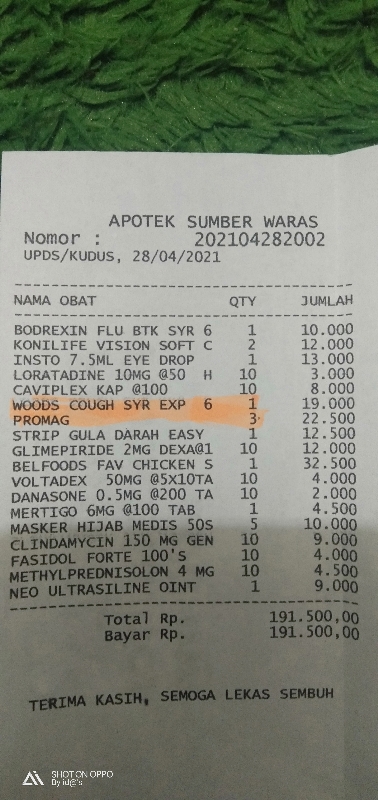 APOTEK SUMBER WARAS
Nomor : 202104282002
UPDS/KUDUS, 28/04/2021
NAMA OBAT QTY JUMLAH
BODREXIN FLU BTK SYR 6 1 10.000
KONILIFE VISION SOFT C 2 12.000
INSTO 7.5ML EYE DROP 1 13.000
LORATADINE 10MG @50 H 10 3.000
CAVIPLEX KAP @100 10 8.000
WOODS COUGH SYR EXP 6 1 19.000
PROMAG 3 22.500
STRIP GULA DARAH EASY 1 12.500
GLIMEPIRIDE 2MG DEXA@1 10 12.000
BELFOODS FAV CHICKEN S 1 32.500
VOLTADEX 50MG @5X10TA 10 4.000
DANASONE 0.5MG @200 TA 10 2.000
MERTIGO 6MG @100 TAB 1 4.500
MASKER HIJAB MEDIS 50S 5 10.000
CLINDAMYCIN 150 MG GEN 10 9.000
FASIDOL FORTE 100'S 10 4.000
METHYLPREDNISOLON 4 MG 10 4.500
NEO ULTRASILINE OINT 1 9.000
Total Rp. 191.500,00
Bayar Rp. 191.500,00
TERIMA KASIH, SEMOGA LEKAS SEMBUH
SHOT ON OPPO
By id@'s